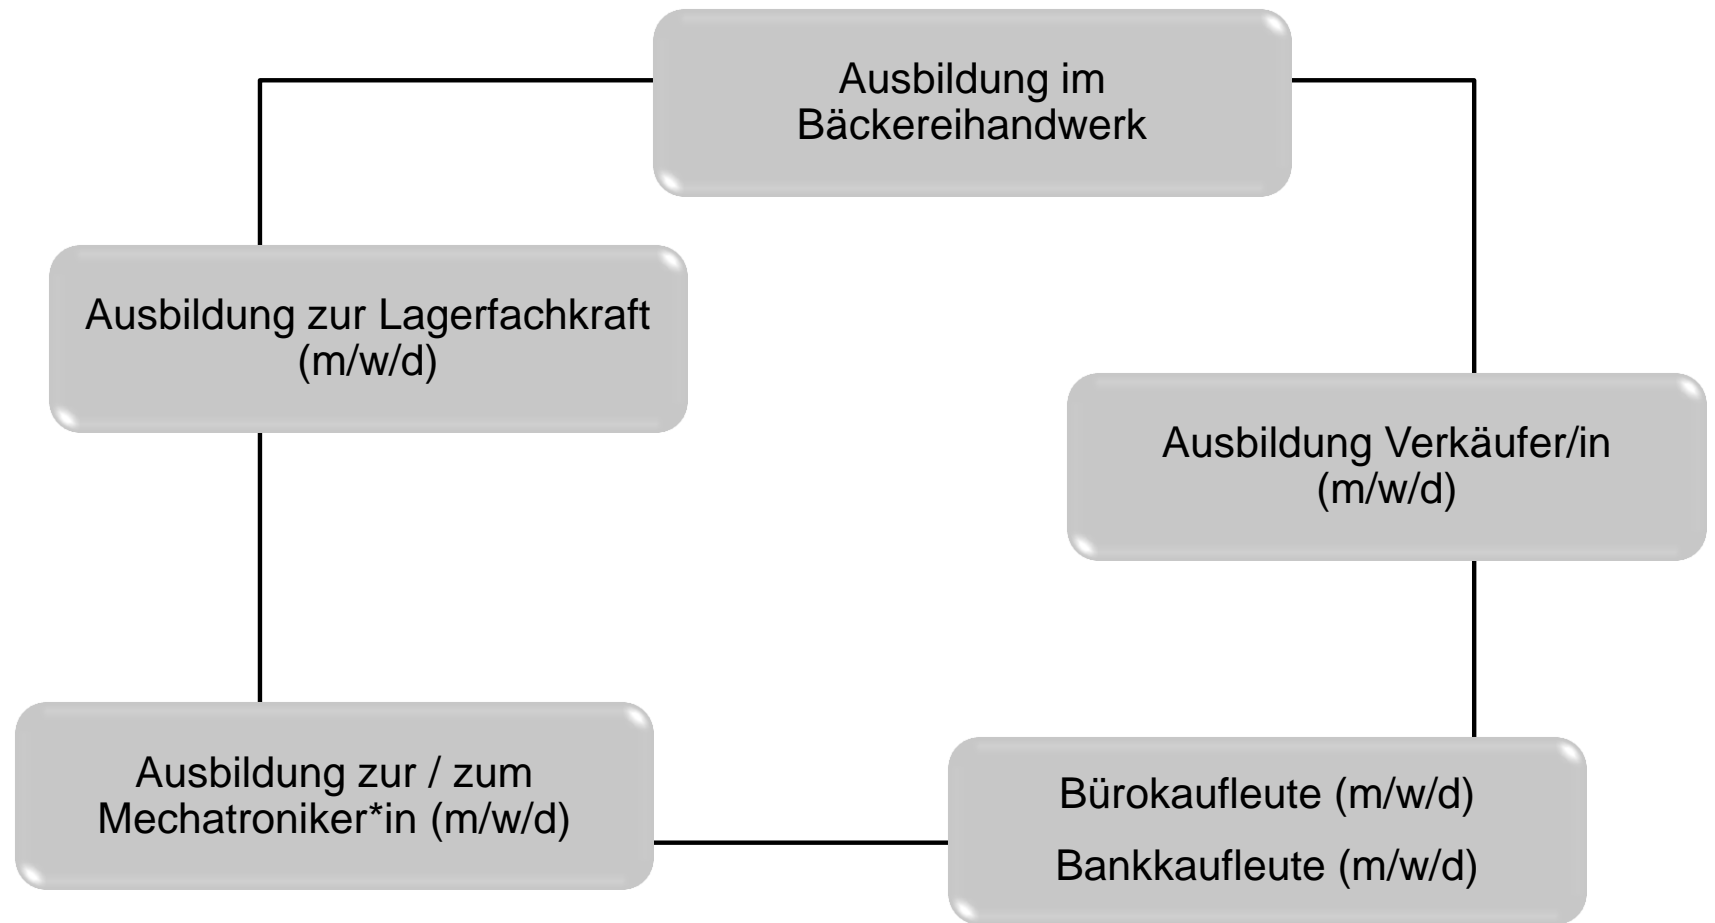 Ausbildung im
Bäckereihandwerk
Ausbildung zur Lagerfachkraft
(m/w/d)
Ausbildung Verkäufer/in
(m/w/d)
Ausbildung zur / zum
Mechatroniker*in (m/w/d)
Bürokaufleute (m/w/d)
Bankkaufleute (m/w/d)